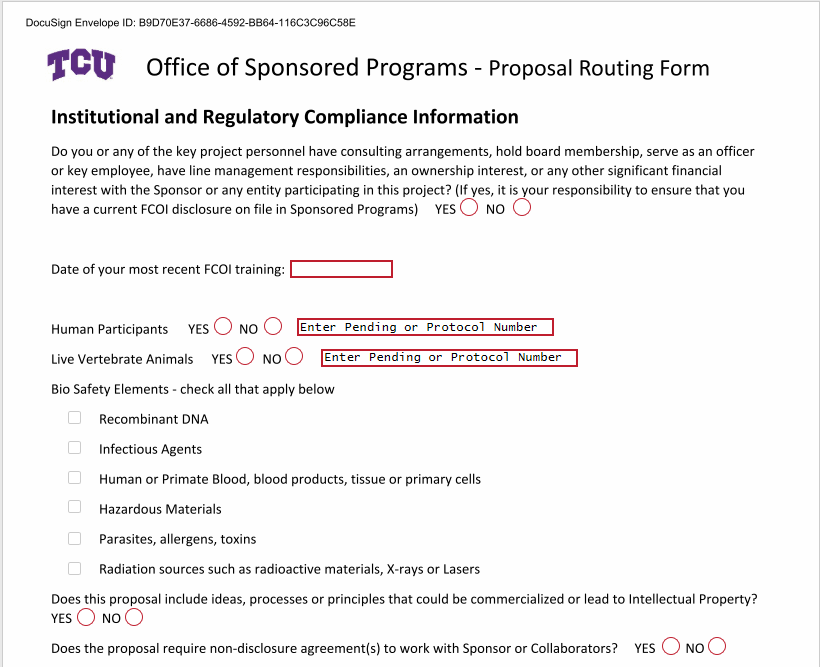 DocuSign Envelope ID: B9D70E37-6686-4592-BB64-116C3C96C58E
TCU Office of Sponsored Programs - Proposal Routing Form
Institutional and Regulatory Compliance Information
Do you or any of the key project personnel have consulting arrangements, hold board membership, serve as an officer
or key employee, have line management responsibilities, an ownership interest, or any other significant financial
interest with the Sponsor or any entity participating in this project? (If yes, it is your responsibility to ensure that you
have a current FCOI disclosure on file in Sponsored Programs) YES NO
Date of your most recent FCOI training:
Human Participants YES NO Enter Pending or Protocol Number
Live Vertebrate Animals YES NO Enter Pending or Protocol Number
Bio Safety Elements - check all that apply below
Recombinant DNA
Infectious Agents
Human or Primate Blood, blood products, tissue or primary cells
Hazardous Materials
Parasites, allergens, toxins
Radiation sources such as radioactive materials, X-rays or Lasers
Does this proposal include ideas, processes or principles that could be commercialized or lead to Intellectual Property?
YES NO
Does the proposal require non-disclosure agreement(s) to work with Sponsor or Collaborators? YES NO